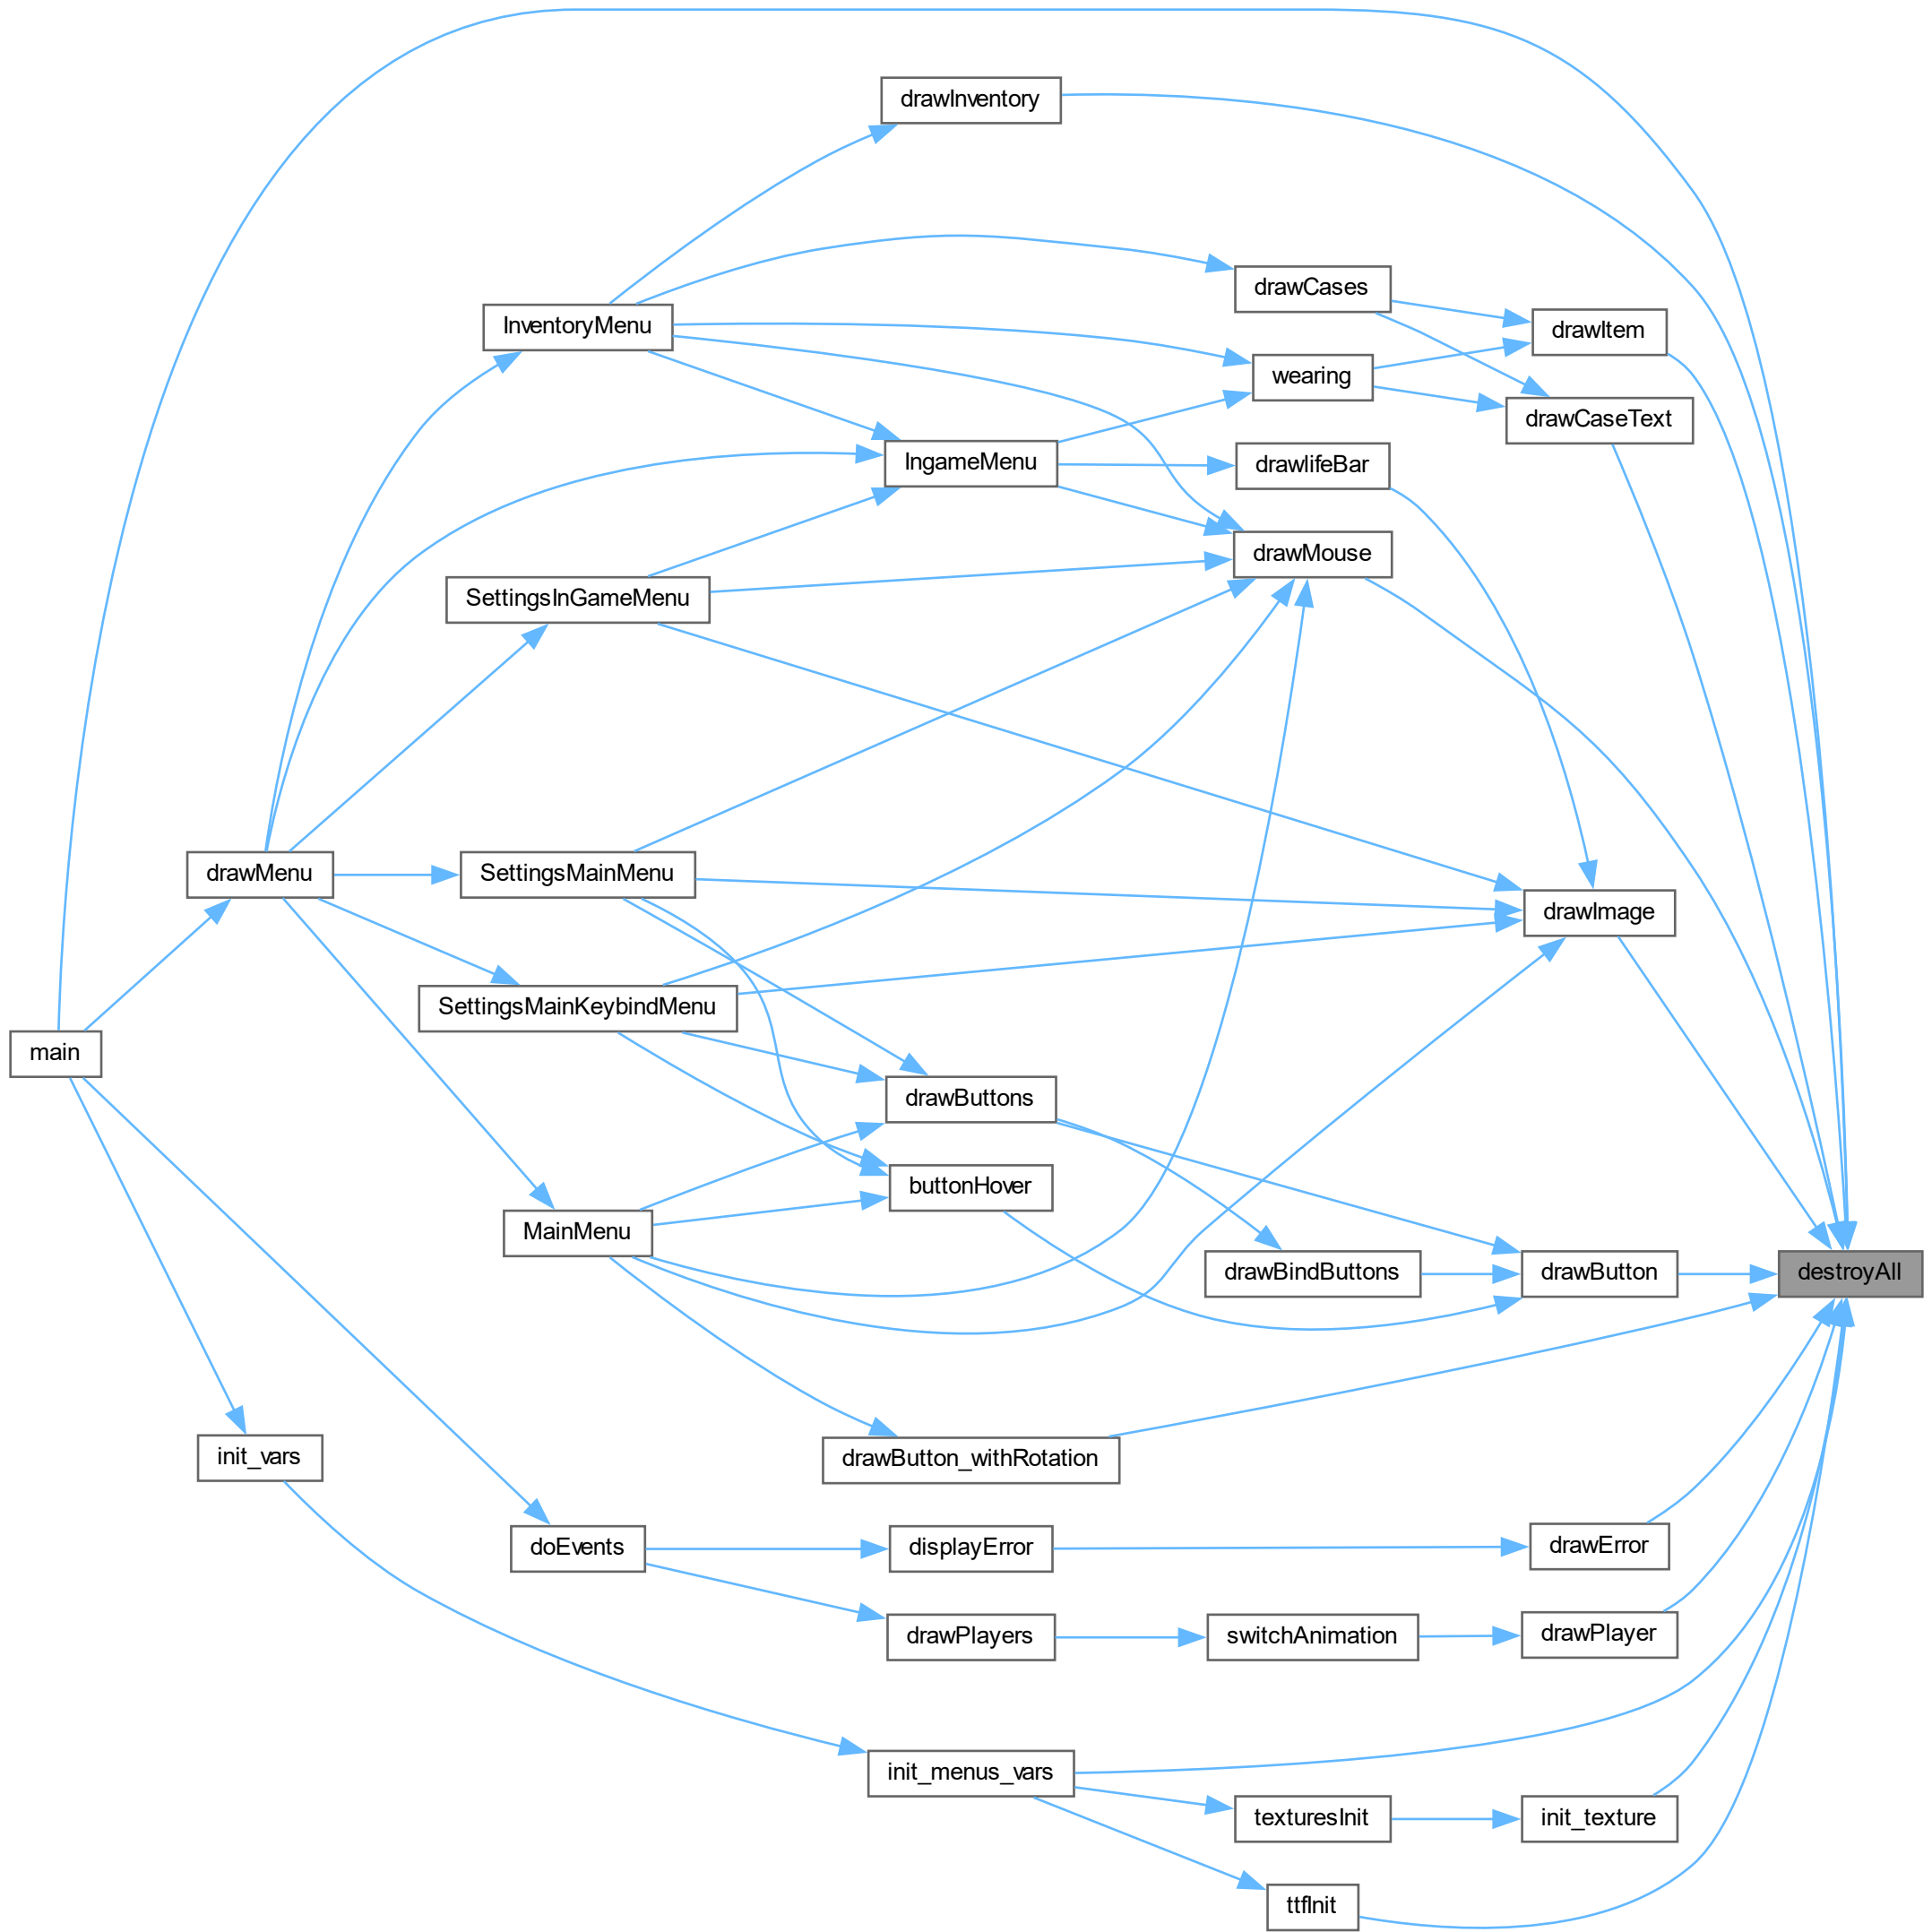 drawInventory
drawCases
InventoryMenu
drawItem
wearing
drawCaseText
IngameMenu
drawlifeBar
drawMouse
SettingsInGameMenu
drawMenu
SettingsMainMenu
drawImage
SettingsMainKeybindMenu
main
drawButtons
buttonHover
MainMenu
drawBindButtons
drawButton
destroyAll
init_vars
drawButton_withRotation
doEvents
displayError
drawError
drawPlayers
switchAnimation
drawPlayer
init_menus_vars
texturesInit
init_texture
ttfInit